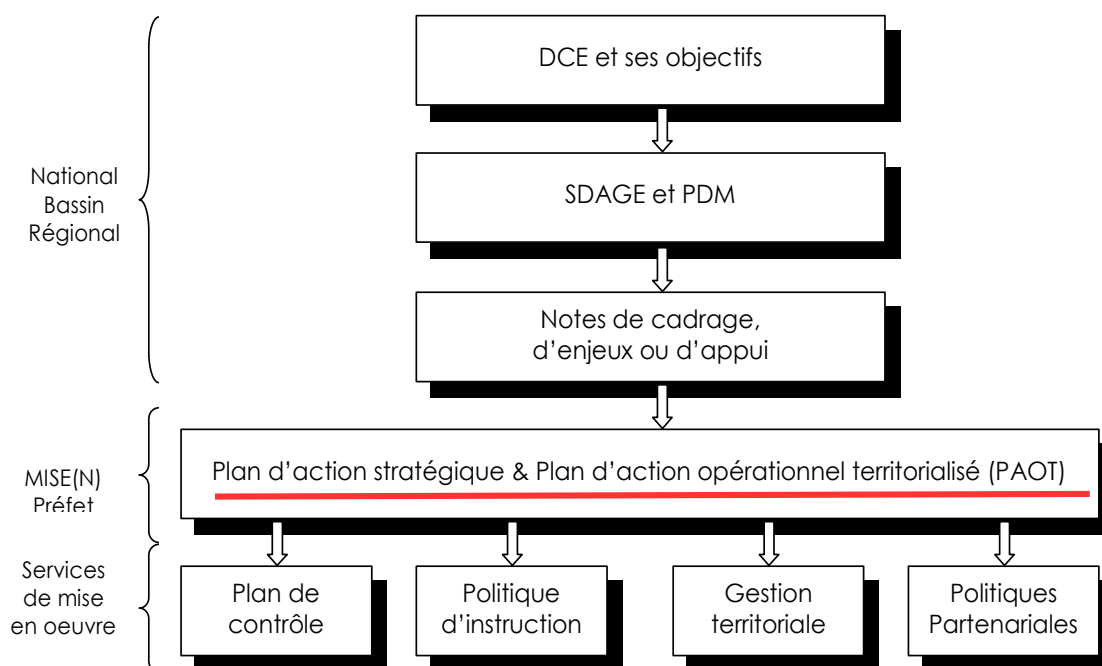 DCE et ses objectifs
National
Bassin
Régional
SDAGE et PDM
Notes de cadrage,
d'enjeux ou d'appui
MISE(N)
Préfet
Plan d'action stratégique & Plan d'action opérationnel territorialisé (PAOT)
Services
de mise
en oeuvre
Plan de
contrôle
Politique
d'instruction
Gestion
territoriale
Politiques
Partenariales